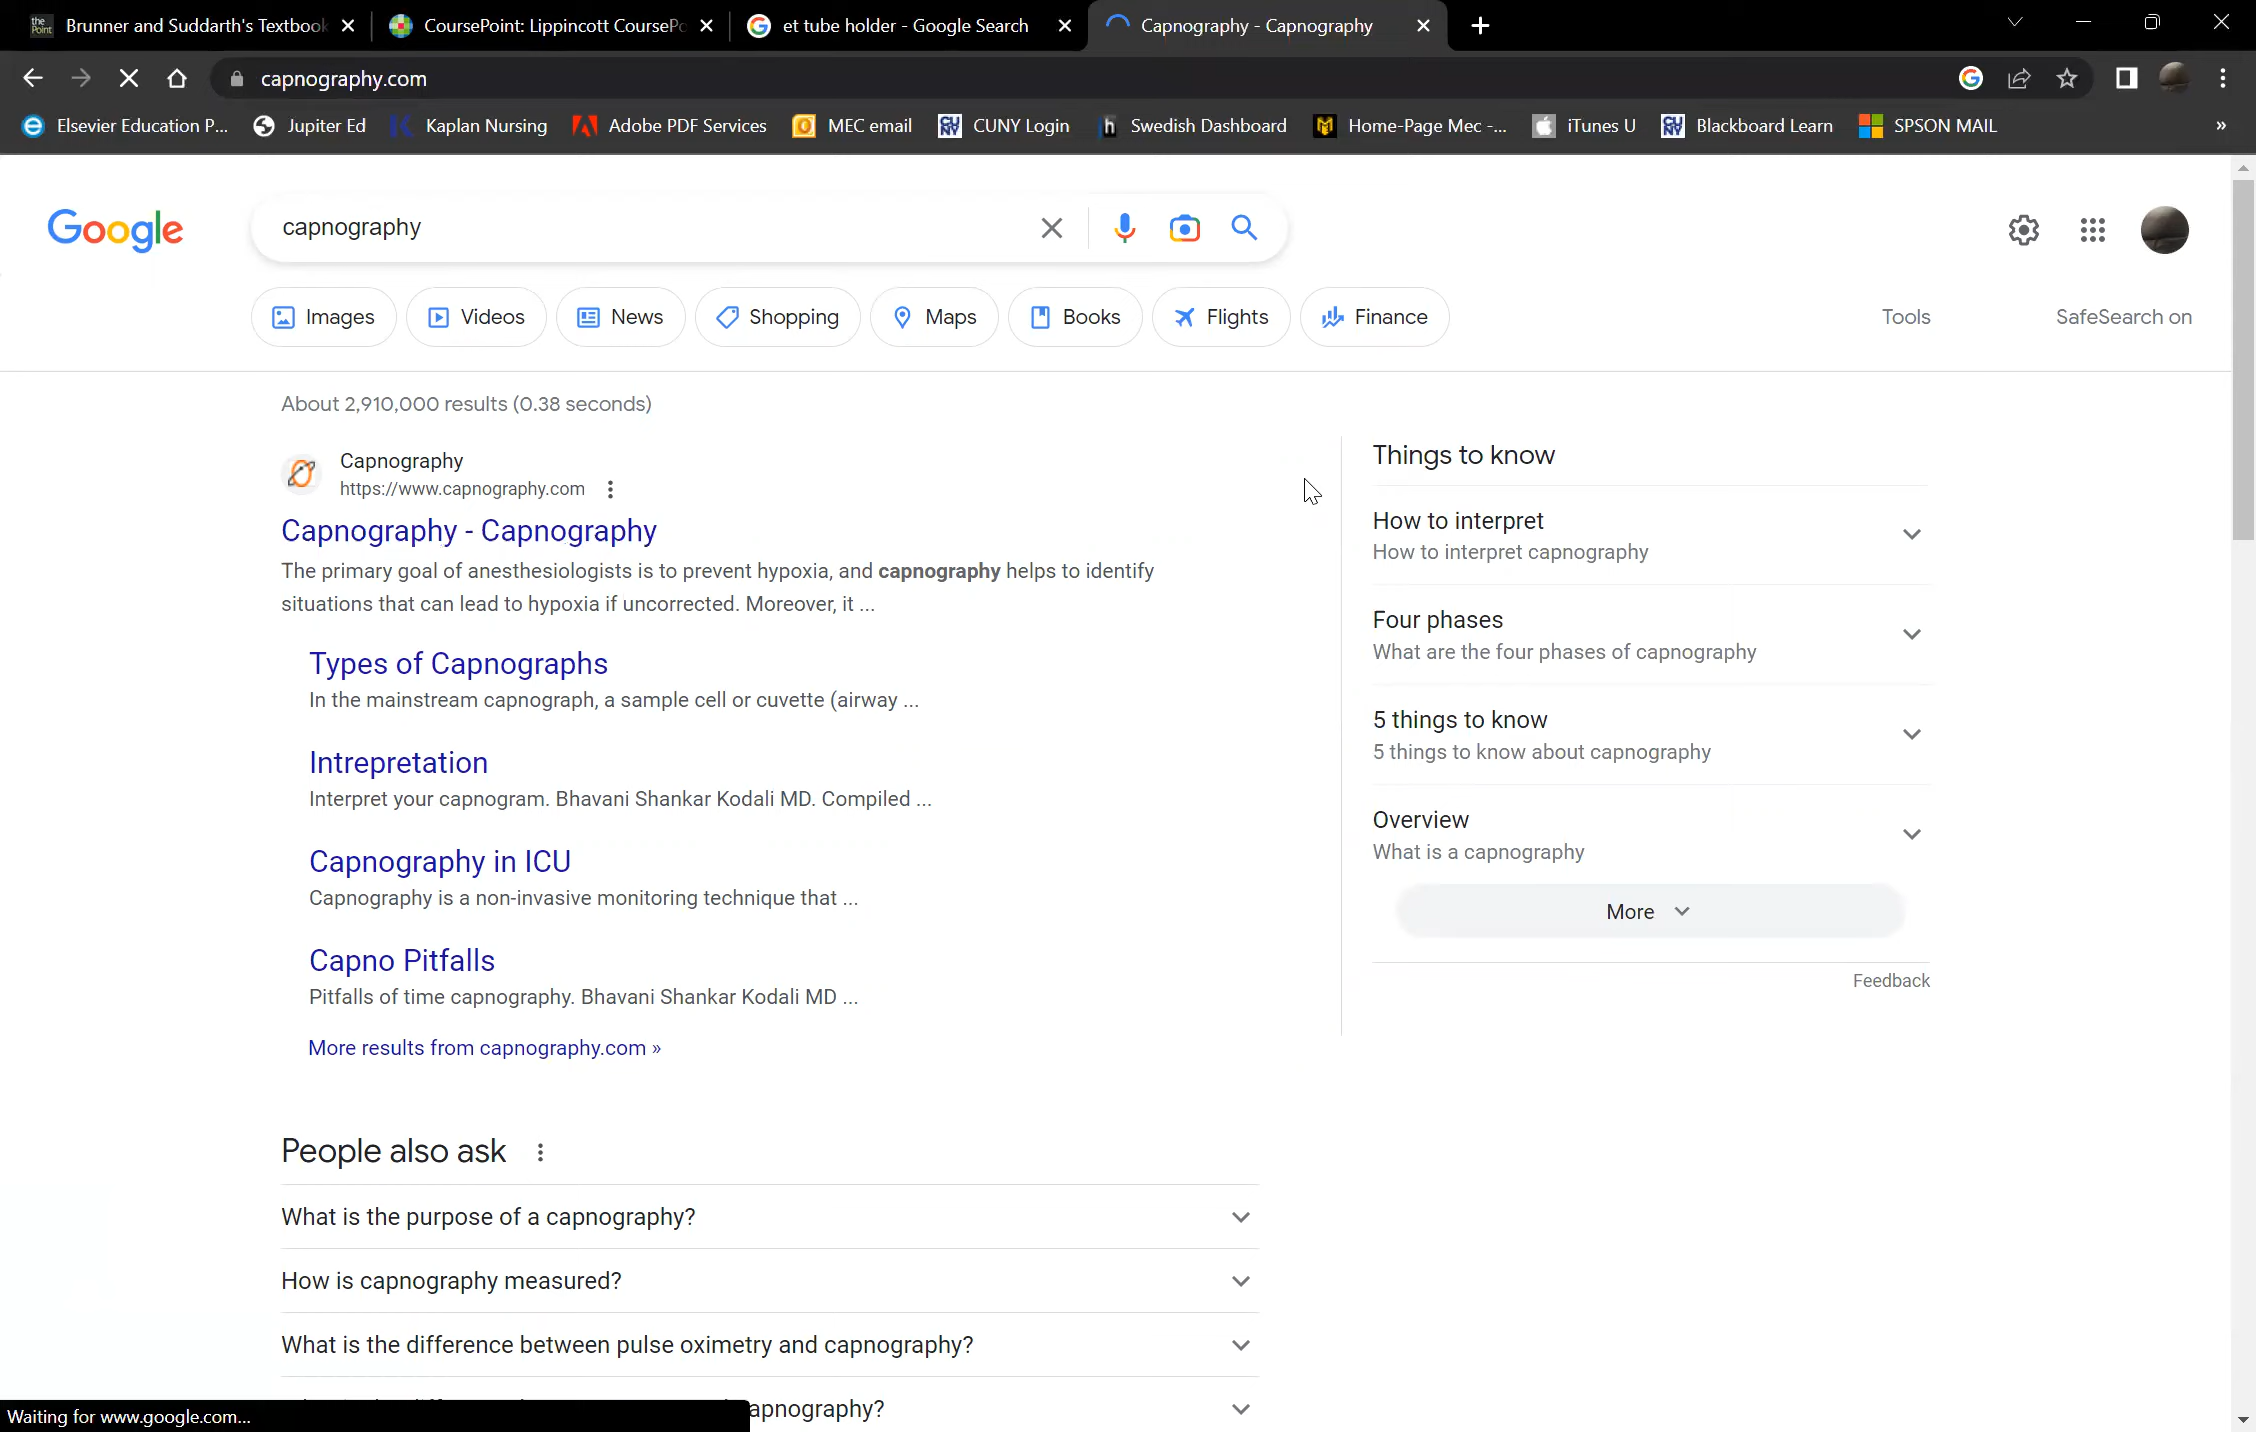 the Point Brunner and Suddarth's Textbook
CoursePoint: Lippincott CoursePo
et tube holder - Google Search
Capnography - Capnography
capnography.com
Elsevier Education P...
Jupiter Ed
Kaplan Nursing
Adobe PDF Services
MEC email
CUNY Login
Swedish Dashboard
Home-Page Mec -...
iTunes U
Blackboard Learn
SPSON MAIL
»
Google
capnography
Images
Videos
News
Shopping
Maps
Books
Flights
Finance
Tools
SafeSearch on
About 2,910,000 results (0.38 seconds)
Capnography
https://www.capnography.com
Capnography - Capnography
The primary goal of anesthesiologists is to prevent hypoxia, and capnography helps to identify
situations that can lead to hypoxia if uncorrected. Moreover, it ...
Types of Capnographs
In the mainstream capnograph, a sample cell or cuvette (airway ...
Intrepretation
Interpret your capnogram. Bhavani Shankar Kodali MD. Compiled ...
Capnography in ICU
Capnography is a non-invasive monitoring technique that ...
Capno Pitfalls
Pitfalls of time capnography. Bhavani Shankar Kodali MD ...
More results from capnography.com »
Things to know
How to interpret
How to interpret capnography
Four phases
What are the four phases of capnography
5 things to know
5 things to know about capnography
Overview
What is a capnography
More
Feedback
People also ask
What is the purpose of a capnography?
How is capnography measured?
What is the difference between pulse oximetry and capnography?
apnography?
Waiting for www.google.com...